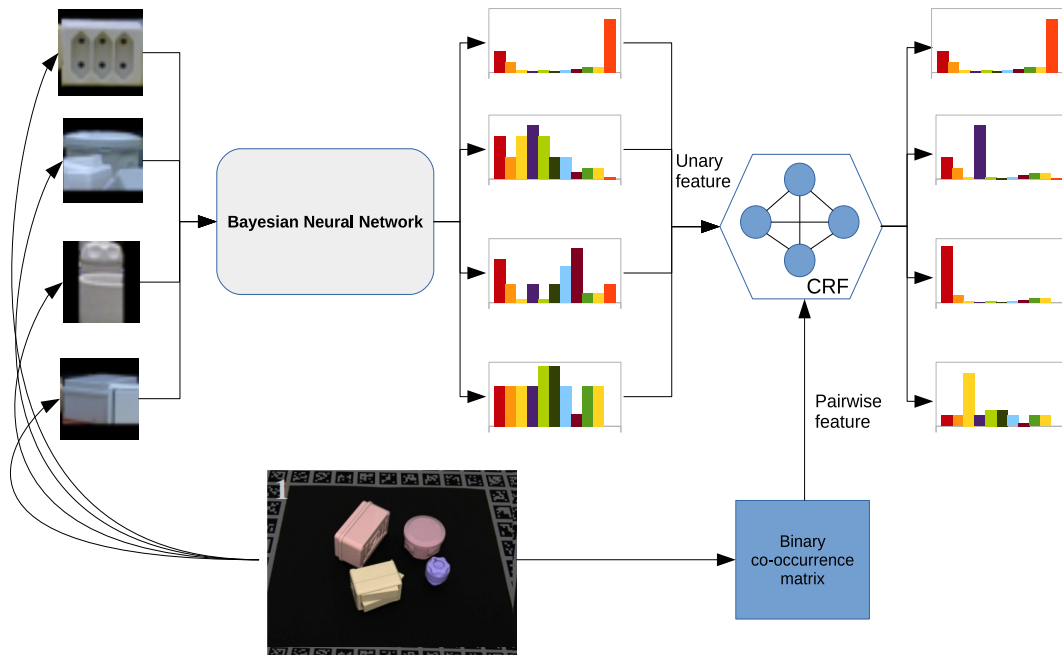 Bayesian Neural Network
Unary
feature
CRF
Pairwise
feature
1
Binary
co-occurrence
matrix